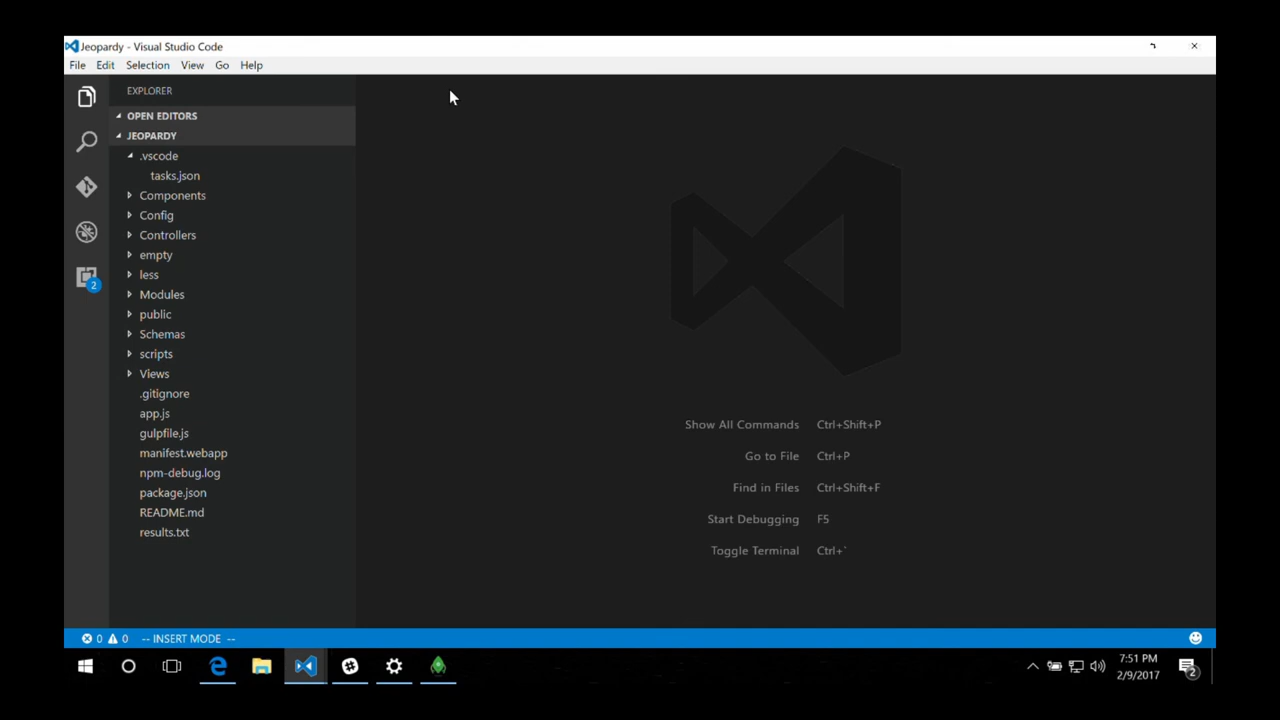 Jeopardy - Visual Studio Code
File Edit Selection View Go Help
EXPLORER
OPEN EDITORS
JEOPARDY
.vscode
tasks.json
Components
Config
Controllers
empty
less
Modules
public
Schemas
scripts
Views
.gitignore
app.js
gulpfile.js
manifest.webapp
npm-debug.log
package.json
README.md
results.txt
2
Show All Commands Ctrl+Shift+P
Go to File Ctrl+P
Find in Files Ctrl+Shift+F
Start Debugging F5
Toggle Terminal Ctrl+`
0 0 -- INSERT MODE --
7:51 PM
2/9/2017
2